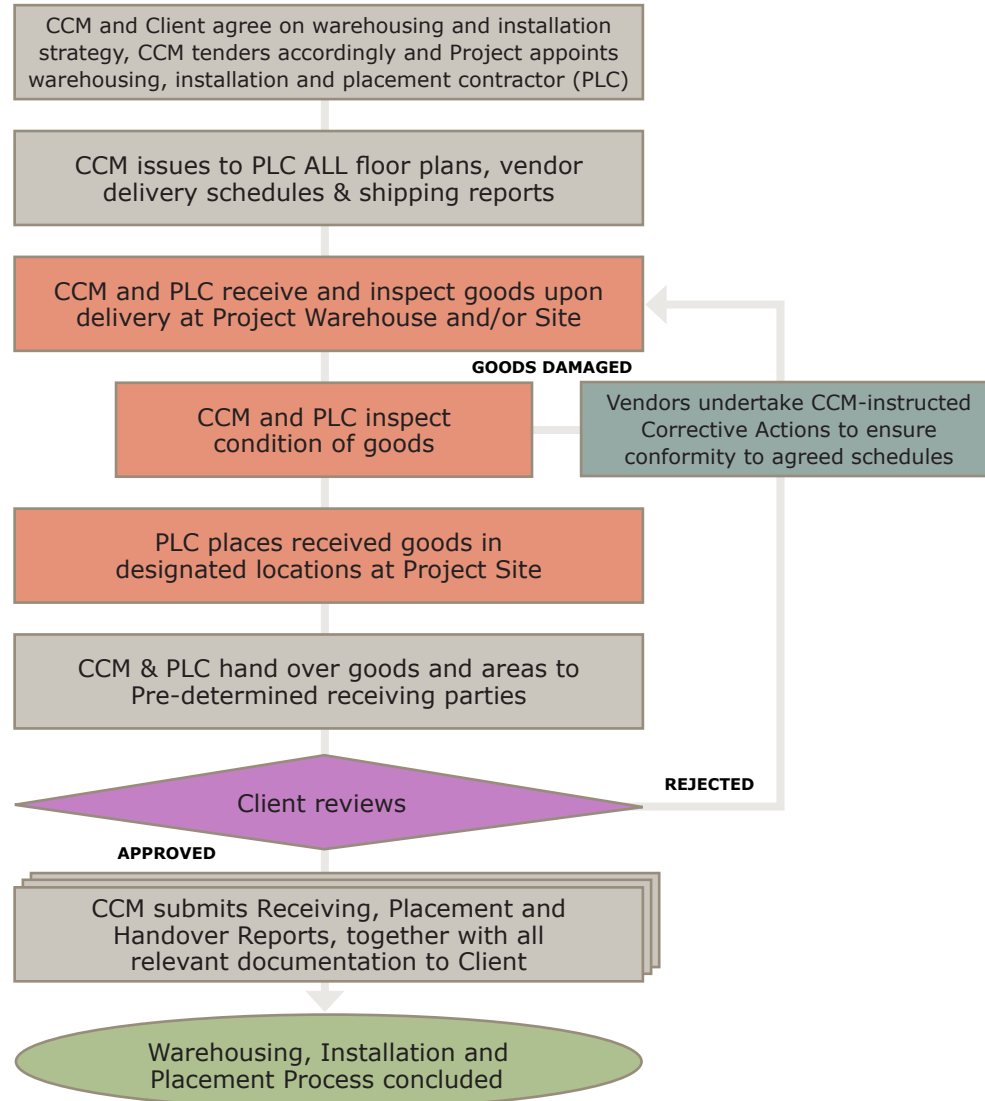 CCM and Client agree on warehousing and installation
strategy, CCM tenders accordingly and Project appoints
warehousing, installation and placement contractor (PLC)
CCM issues to PLC ALL floor plans, vendor
delivery schedules & shipping reports
CCM and PLC receive and inspect goods upon
delivery at Project Warehouse and/or Site
GOODS DAMAGED
CCM and PLC inspect
condition of goods
Vendors undertake CCM-instructed
Corrective Actions to ensure
conformity to agreed schedules
PLC places received goods in
designated locations at Project Site
CCM & PLC hand over goods and areas to
Pre-determined receiving parties
Client reviews
REJECTED
APPROVED
CCM submits Receiving, Placement and
Handover Reports, together with all
relevant documentation to Client
Warehousing, Installation and
Placement Process concluded